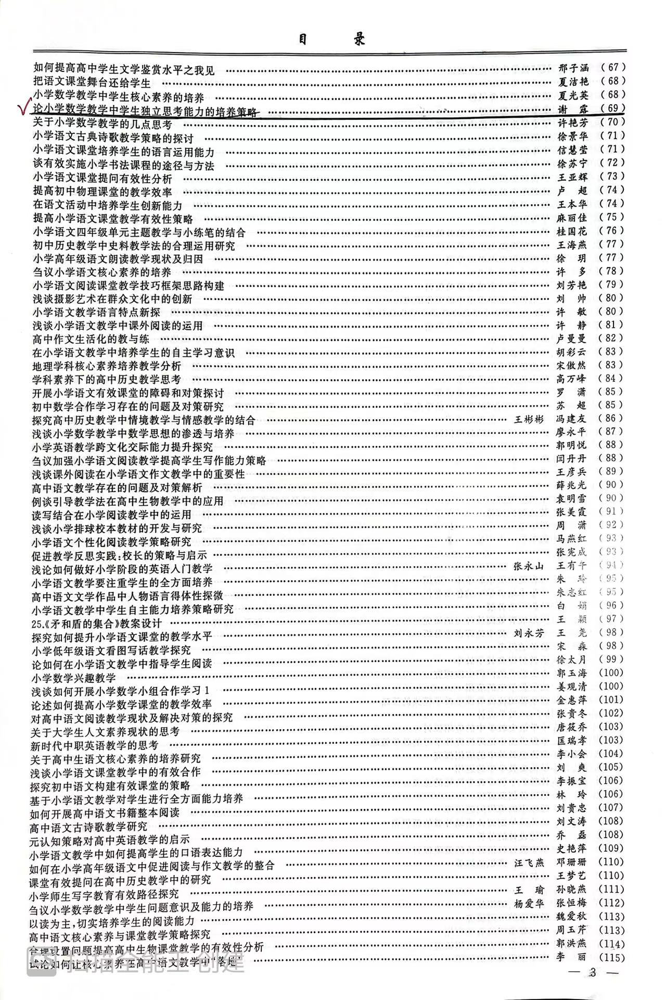 目 录
如何提高高中学生文学鉴赏水平之我见 …… 邢子涵 (67)
把语文课堂舞台还给学生 …… 夏洁艳 (68)
小学数学教学中学生核心素养的培养 …… 夏光英 (68)
论小学数学教学中学生独立思考能力的培养策略 …… 谢 露 (69)
关于小学数学教学的几点思考 …… 许艳芳 (70)
小学语文古典诗歌教学策略的探讨 …… 徐景华 (71)
小学语文课堂培养学生的语言运用能力 …… 信慧莹 (71)
谈有效实施小学书法课程的途径与方法 …… 徐苏宁 (72)
小学语文课堂提问有效性分析 …… 王亚辉 (73)
提高初中物理课堂的教学效率 …… 卢 超 (74)
在语文活动中培养学生创新能力 …… 王本华 (74)
提高小学语文课堂教学有效性策略 …… 麻丽佳 (75)
小学语文四年级单元主题教学与小练笔的结合 …… 桂国花 (76)
初中历史教学中史料教学法的合理运用研究 …… 王海燕 (77)
小学高年级语文朗读教学现状及归因 …… 徐 玥 (77)
刍议小学语文核心素养的培养 …… 许 多 (78)
小学语文阅读课堂教学技巧框架思路构建 …… 刘芳艳 (79)
浅谈摄影艺术在群众文化中的创新 …… 刘 帅 (80)
小学语文教学语言特点新探 …… 许 敏 (80)
浅谈小学语文教学中课外阅读的运用 …… 许 静 (81)
高中作文生活化的教与练 …… 卢曼曼 (82)
在小学语文教学中培养学生的自主学习意识 …… 胡彩云 (83)
地理学科核心素养培养教学分析 …… 宋傲然 (83)
学科素养下的高中历史教学思考 …… 高万峰 (84)
开展小学语文有效课堂的障碍和对策探讨 …… 罗 潇 (85)
初中数学合作学习存在的问题及对策研究 …… 苏 超 (85)
探究高中历史教学中情境教学与情感教学的结合 …… 王彬彬 冯建友 (86)
浅谈小学数学教学中数学思想的渗透与培养 …… 廖永平 (87)
小学英语教学跨文化交际能力提升探究 …… 郭明悦 (88)
刍议加强小学语文阅读教学提高学生写作能力策略 …… 闫丹丹 (88)
浅谈课外阅读在小学语文作文教学中的重要性 …… 王彦兵 (89)
高中语文教学存在的问题及对策解析 …… 薛兆光 (90)
例谈引导教学法在高中生物教学中的应用 …… 袁明雪 (90)
读写结合在小学阅读教学中的运用 …… 张美霞 (91)
浅谈小学排球校本教材的开发与研究 …… 周 潇 (92)
小学语文个性化阅读教学策略研究 …… 马燕红 (93)
促进教学反思实践:校长的策略与启示 …… 张宪成 (93)
浅论如何做好小学阶段的英语入门教学 …… 张永山 王有午 (94)
小学语文教学要注重学生的全方面培养 …… 朱 玲 (95)
高中语文文学作品中人物语言得体性探微 …… 朱志红 (95)
小学语文教学中学生自主能力培养策略研究 …… 白 娟 (96)
25.《矛和盾的集合》教案设计 …… 王 颖 (97)
探究如何提升小学语文课堂的教学水平 …… 刘永芳 王 尧 (98)
小学低年级语文看图写话教学探究 …… 宋 淼 (98)
论如何在小学语文教学中指导学生阅读 …… 徐太月 (99)
小学数学兴趣教学 …… 郭玉海 (100)
浅谈如何开展小学数学小组合作学习1 …… 姜观清 (100)
论述如何提高小学数学课堂的教学效率 …… 金惠萍 (101)
对高中语文阅读教学现状及解决对策的探究 …… 张贵冬 (102)
关于大学生人文素养现状的思考 …… 唐筱乔 (103)
新时代中职英语教学的思考 …… 匡瑞孝 (103)
关于高中生语文核心素养的培养研究 …… 李小会 (104)
浅谈小学语文课堂教学中的有效合作 …… 刘 爽 (105)
探究初中语文构建有效课堂的策略 …… 李振宝 (106)
基于小学语文教学对学生进行全方面能力培养 …… 林 玲 (106)
如何开展高中语文书籍整本阅读 …… 刘贵忠 (107)
高中语文古诗歌教学研究 …… 刘文涛 (108)
元认知策略对高中英语教学的启示 …… 乔 磊 (108)
小学语文教学中如何提高学生的口语表达能力 …… 史艳萍 (109)
如何在小学高年级语文中促进阅读与作文教学的整合 …… 汪飞燕 邓珊珊 (110)
课堂有效提问在高中历史教学中的研究 …… 王梦艺 (110)
小学师生写字教育有效路径探究 …… 王 瑜 孙晓燕 (111)
刍议小学数学教学中学生问题意识及能力的培养 …… 杨爱华 张恒梅 (112)
以读为主,切实培养学生的阅读能力 …… 魏爱秋 (113)
高中语文核心素养与课堂教学策略探究 …… 周玉芹 (113)
合理设置问题提高高中生物课堂教学的有效性分析 …… 郭洪燕 (114)
试论如何让核心素养在高中语文教学中“落地” …… 李 丽 (115)
CS 扫描全能王 创建
— 3 —